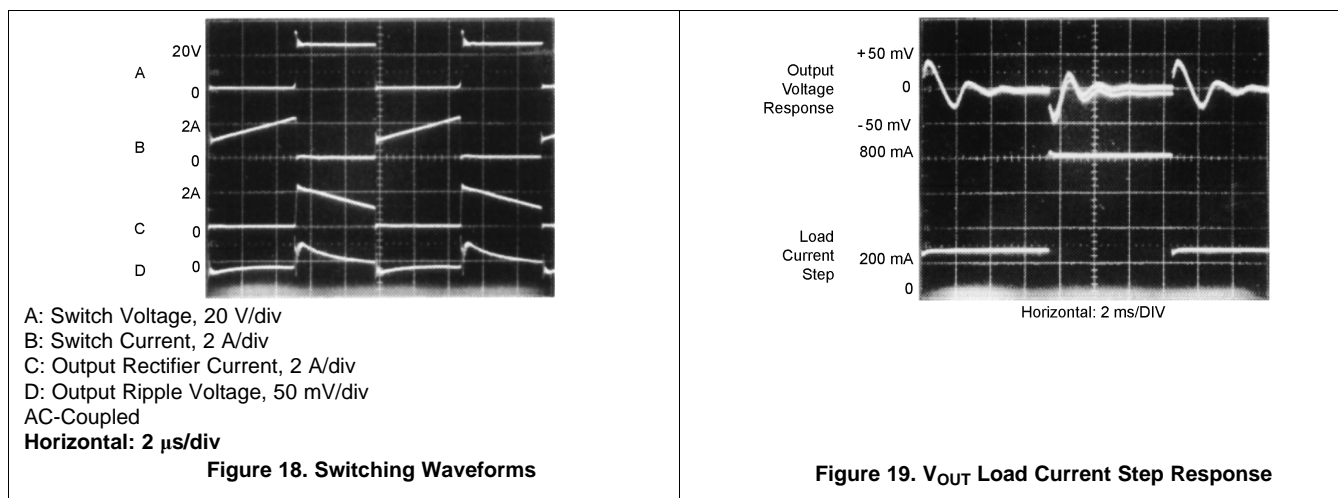 20V
A
0
2A
B
0
2A
C
0
D
0
A: Switch Voltage, 20 V/div
B: Switch Current, 2 A/div
C: Output Rectifier Current, 2 A/div
D: Output Ripple Voltage, 50 mV/div
AC-Coupled
Horizontal: 2 μs/div
Figure 18. Switching Waveforms
+50 mV
Output
Voltage
Response
0
-50 mV
800 mA
Load
Current
Step
200 mA
0
Horizontal: 2 ms/DIV
Figure 19. VOUT Load Current Step Response